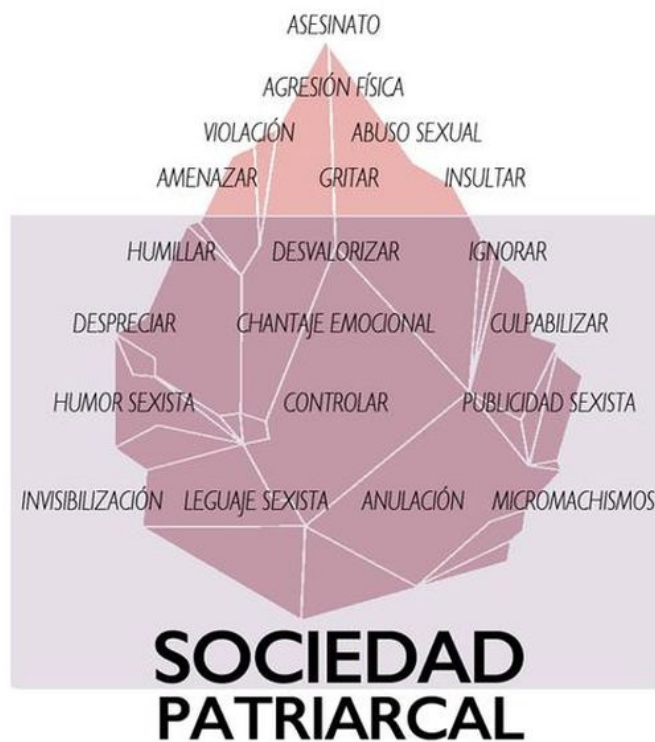 ASESINATO
AGRESIÓN FÍSICA
VIOLACIÓN ABUSO SEXUAL
AMENAZAR GRITAR INSULTAR
HUMILLAR DESVALORIZAR IGNORAR
DESPRECIAR CHANTAJE EMOCIONAL CULPABILIZAR
HUMOR SEXISTA CONTROLAR PUBLICIDAD SEXISTA
INVISIBILIZACIÓN LEGUAJE SEXISTA ANULACIÓN MICROMACHISMOS
SOCIEDAD
PATRIARCAL